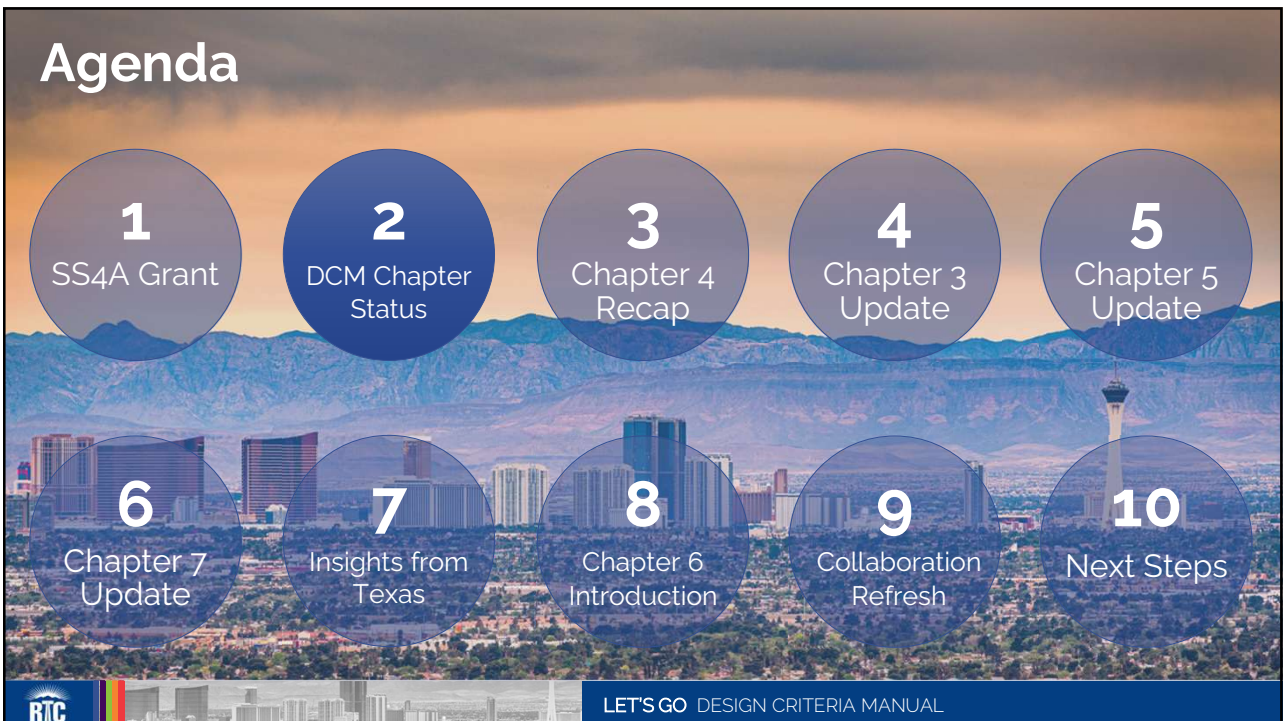 Agenda
1
SS4A Grant
2
DCM Chapter
Status
3
Chapter 4
Recap
4
Chapter 3
Update
5
Chapter 5
Update
6
Chapter 7
Update
7
Insights from
Texas
8
Chapter 6
Introduction
9
Collaboration
Refresh
10
Next Steps
RTC
LET'S GO DESIGN CRITERIA MANUAL